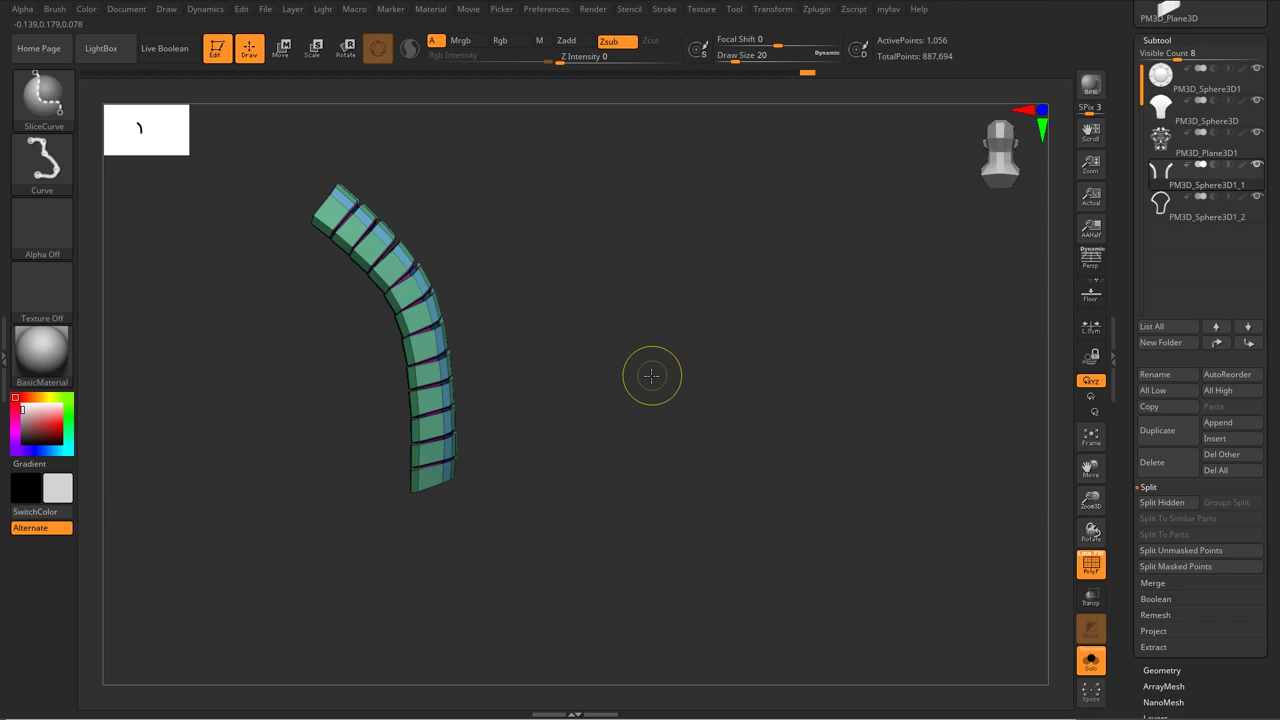 Alpha Brush Color Document Draw Dynamics Edit File Layer Light Macro Marker Material Movie Picker Preferences Render Stencil Stroke Texture Tool Transform Zplugin Zscript myfav Help
PM3D_Plane3D
-0.139,0.179,0.078
Home Page LightBox Live Boolean Edit Draw Move Scale Rotate A Mrgb Rgb M Zadd Zsub Zcut
Rgb Intensity Z Intensity 0
Focal Shift 0
Draw Size 20 Dynamic
S D
ActivePoints: 1,056
TotalPoints: 887,694
Subtool
Visible Count 8
PM3D_Sphere3D1
PM3D_Sphere3D
PM3D_Plane3D1
PM3D_Sphere3D1_1
PM3D_Sphere3D1_2
SliceCurve
Curve
Alpha Off
Texture Off
BasicMaterial
Gradient
SwitchColor
Alternate
BPR
SPix 3
Scroll
Zoom
Actual
AAHalf
Dynamic
Persp
Floor
L.Sym
XYZ
Frame
Move
Zoom3D
Rotate
Line Fill
PolyF
Transp
Dynamic
Solo
Xpose
List All
New Folder
Rename AutoReorder
All Low All High
Copy Paste
Duplicate Append
Insert
Delete Del Other
Del All
Split
Split Hidden Groups Split
Split To Similar Parts
Split To Parts
Split Unmasked Points
Split Masked Points
Merge
Boolean
Remesh
Project
Extract
Geometry
ArrayMesh
NanoMesh
Layers